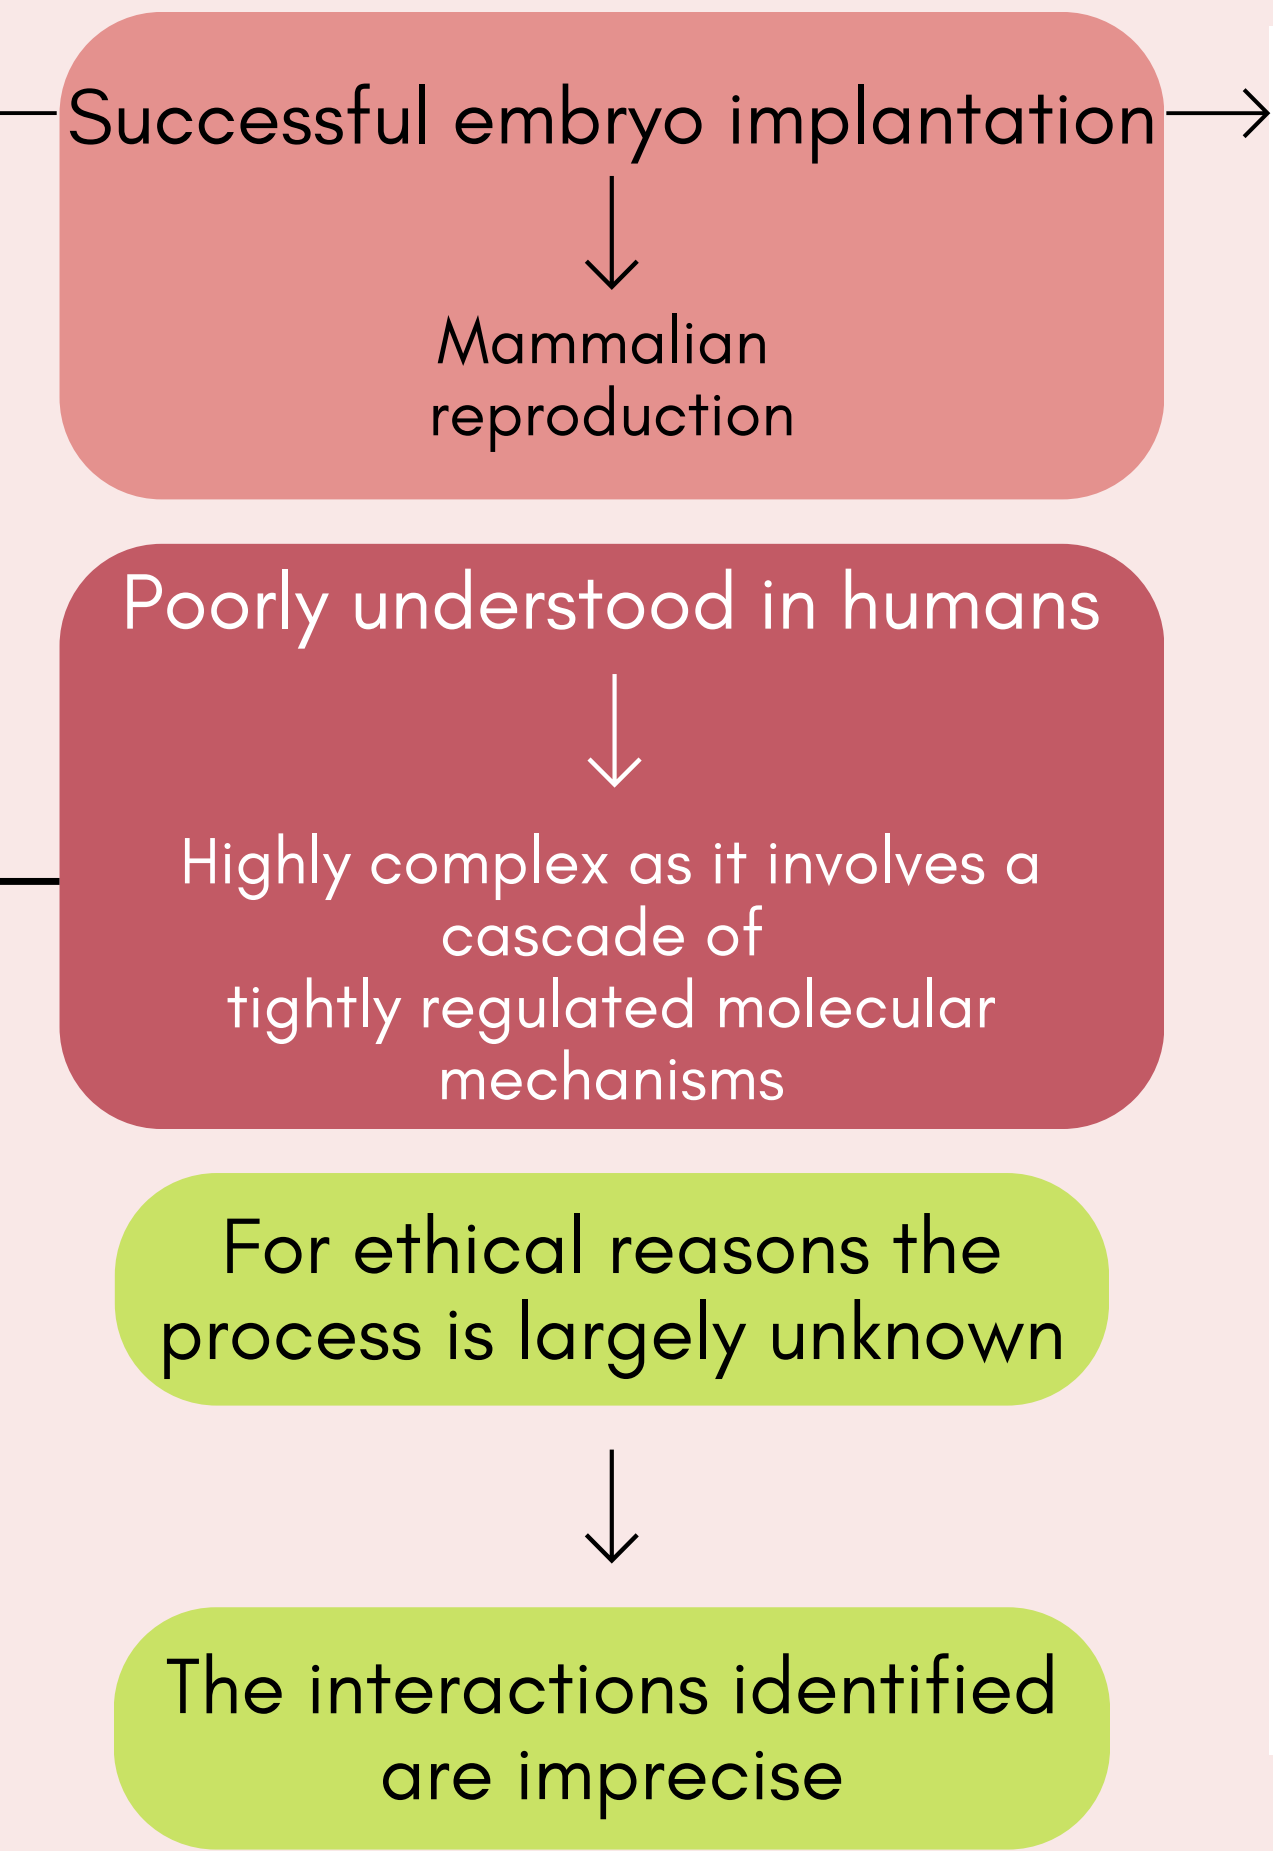 Successful embryo implantation
Mammalian
reproduction
Poorly understood in humans
Highly complex as it involves a
cascade of
tightly regulated molecular
mechanisms
For ethical reasons the
process is largely unknown
The interactions identified
are imprecise